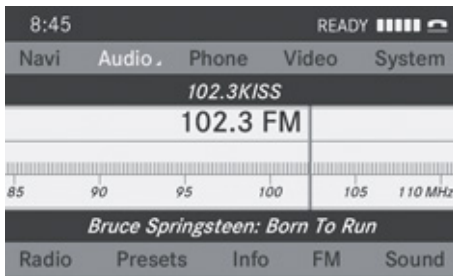 8:45 READY
Navi Audio Phone Video System
102.3KISS
102.3 FM
85 90 95 100 105 110 MHz
Bruce Springsteen: Born To Run
Radio Presets Info FM Sound